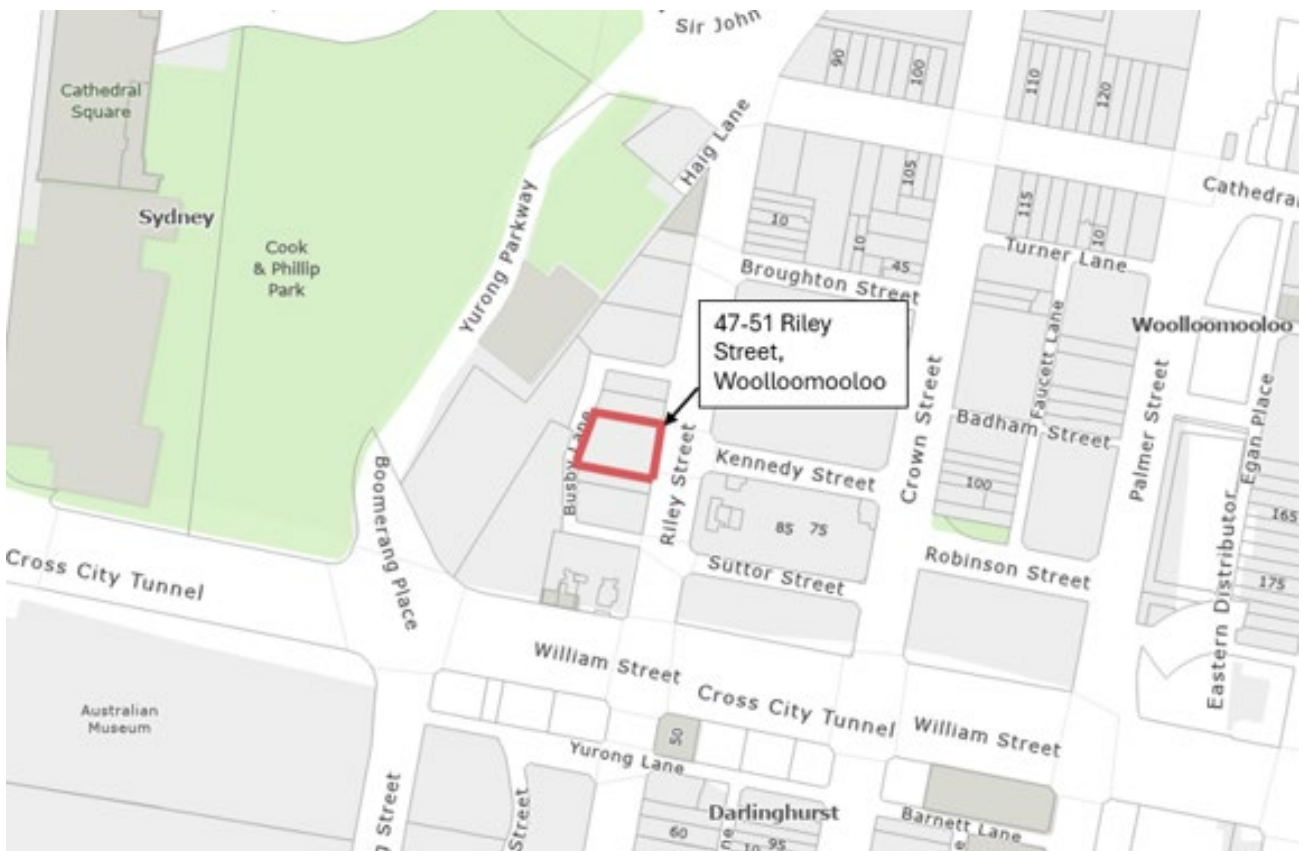 Sir John
90
100
110
120
Cathedral
Square
Haig Lane
Sydney
Cook
& Phillip
Park
Yurong Parkway
10
10
105
45
115
10
Cathedral
Turner Lane
Broughton Street
47-51 Riley
Street,
Woolloomooloo
Woolloomooloo
Faucett Lane
Crown Street
Badham Street
Palmer Street
Egan Place
Busby Lane
Riley Street
Kennedy Street
100
85 75
165
Boomerang Place
Suttor Street
Robinson Street
175
Eastern Distributor
Cross City Tunnel
William Street
Cross City Tunnel
William Street
Australian
Museum
50
Yurong Lane
Darlinghurst
Barnett Lane
g Street
Street
60
95
10